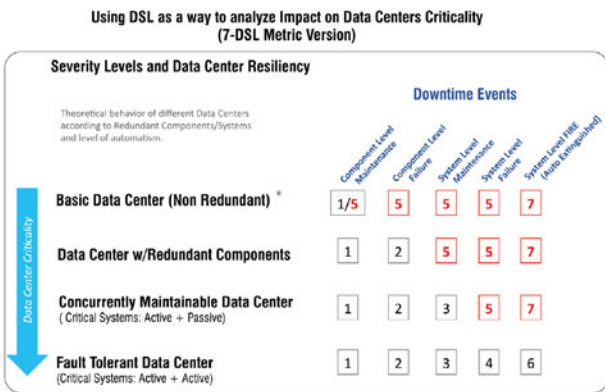 Using DSL as a way to analyze Impact on Data Centers Criticality
(7-DSL Metric Version)
Severity Levels and Data Center Resiliency
Downtime Events
Theoretical behavior of different Data Centers
according to Redundant Components/Systems
and level of automatism.
Component Level
Maintenance
Component Level
Failure
System Level
Maintenance
System Level
Failure
System Level FIRE
(Auto Extinguished)
Data Center Criticality
Basic Data Center (Non Redundant) * 1/5 5 5 5 7
Data Center w/Redundant Components 1 2 5 5 7
Concurrently Maintainable Data Center 1 2 3 5 7
( Critical Systems: Active + Passive)
Fault Tolerant Data Center 1 2 3 4 6
(Critical Systems: Active + Active)